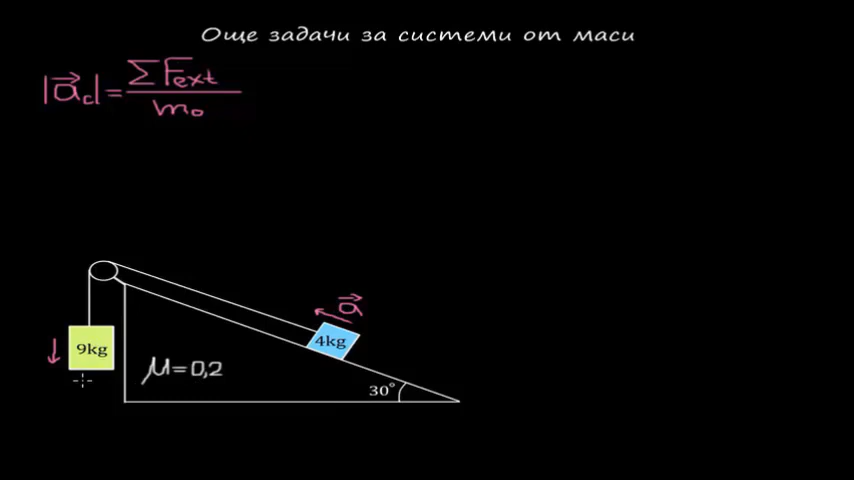 Още задачи за системи от маси
|a⃗c| = ΣFext / m₀
a⃗
9kg
4kg
μ=0,2
30°